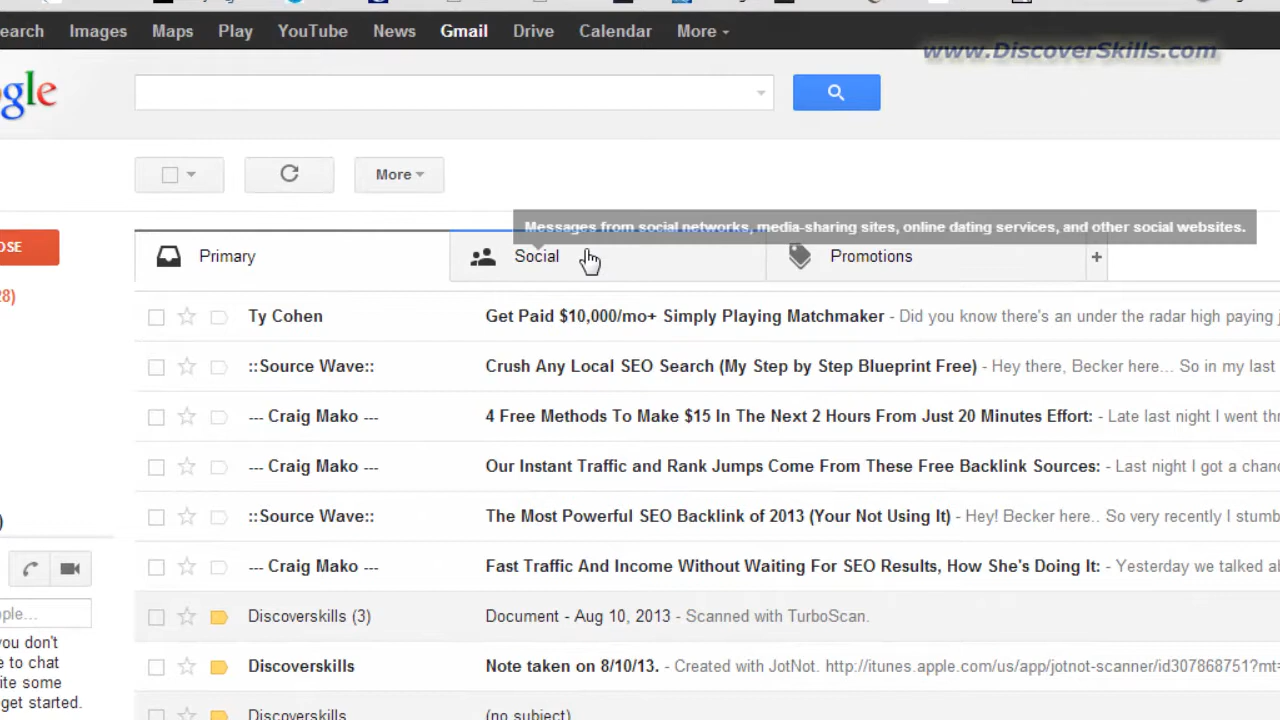 earch Images Maps Play YouTube News Gmail Drive Calendar More
www.DiscoverSkills.com
gle
More
Messages from social networks, media-sharing sites, online dating services, and other social websites.
OSE
Primary Social Promotions +
28)
Ty Cohen Get Paid $10,000/mo+ Simply Playing Matchmaker - Did you know there's an under the radar high paying j
::Source Wave:: Crush Any Local SEO Search (My Step by Step Blueprint Free) - Hey there, Becker here... So in my last
--- Craig Mako --- 4 Free Methods To Make $15 In The Next 2 Hours From Just 20 Minutes Effort: - Late last night I went thr
--- Craig Mako --- Our Instant Traffic and Rank Jumps Come From These Free Backlink Sources: - Last night I got a chanc
::Source Wave:: The Most Powerful SEO Backlink of 2013 (Your Not Using It) - Hey! Becker here.. So very recently I stumb
)
--- Craig Mako --- Fast Traffic And Income Without Waiting For SEO Results, How She's Doing It: - Yesterday we talked al
ople...
Discoverskills (3) Document - Aug 10, 2013 - Scanned with TurboScan.
you don't
e to chat
Discoverskills Note taken on 8/10/13. - Created with JotNot. http://itunes.apple.com/us/app/jotnot-scanner/id307868751?mt=
ite some
get started.
Discoverskills (no subject)